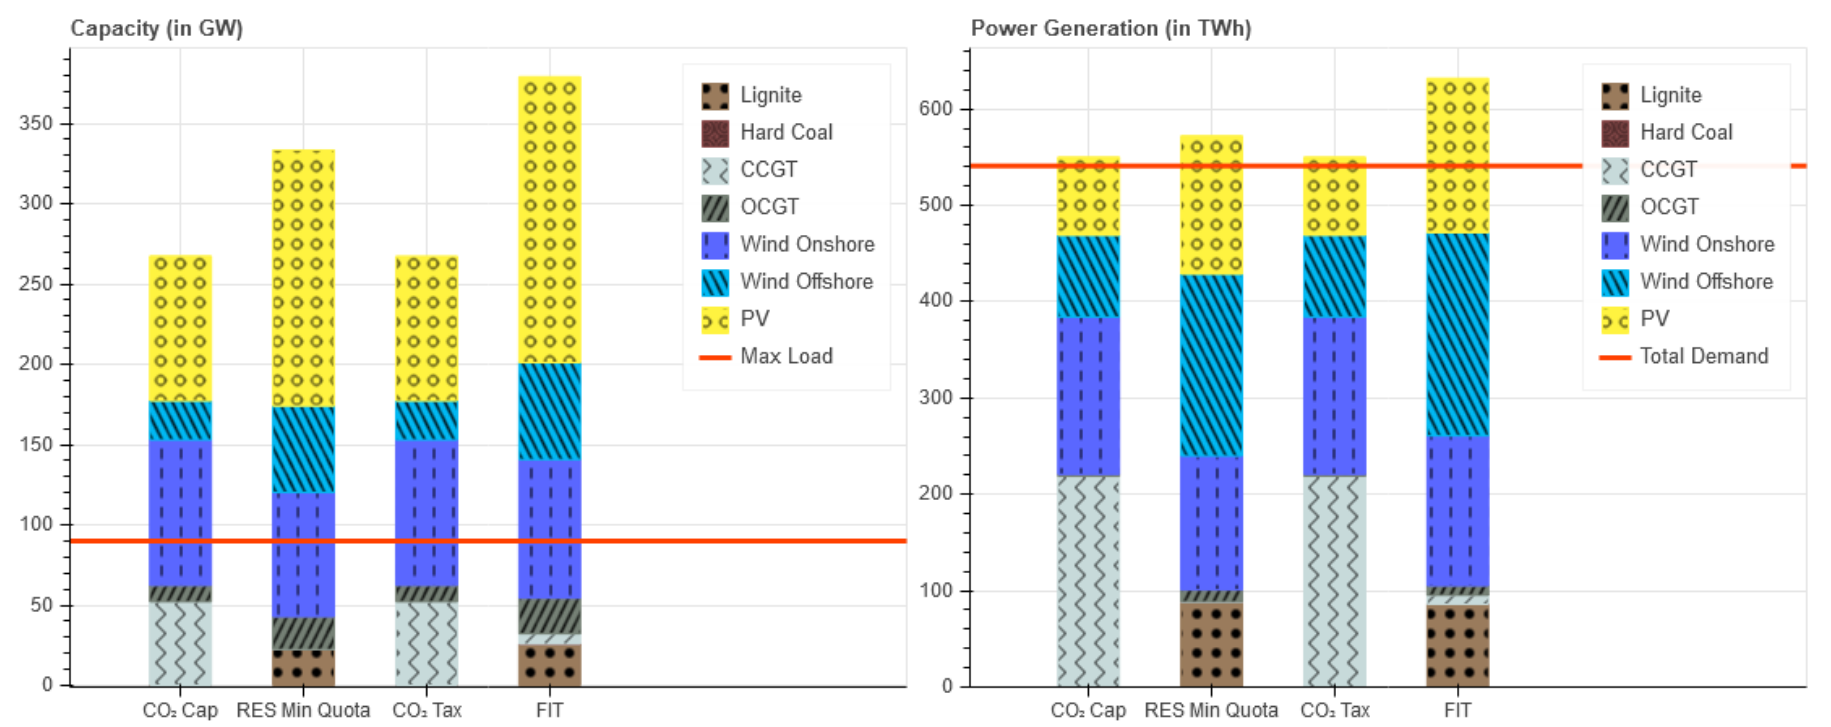 Capacity (in GW)
350
300
250
200
150
100
50
0
CO₂ Cap
RES Min Quota
CO₂ Tax
FIT
Lignite
Hard Coal
CCGT
OCGT
Wind Onshore
Wind Offshore
PV
Max Load
Power Generation (in TWh)
600
500
400
300
200
100
0
CO₂ Cap
RES Min Quota
CO₂ Tax
FIT
Lignite
Hard Coal
CCGT
OCGT
Wind Onshore
Wind Offshore
PV
Total Demand